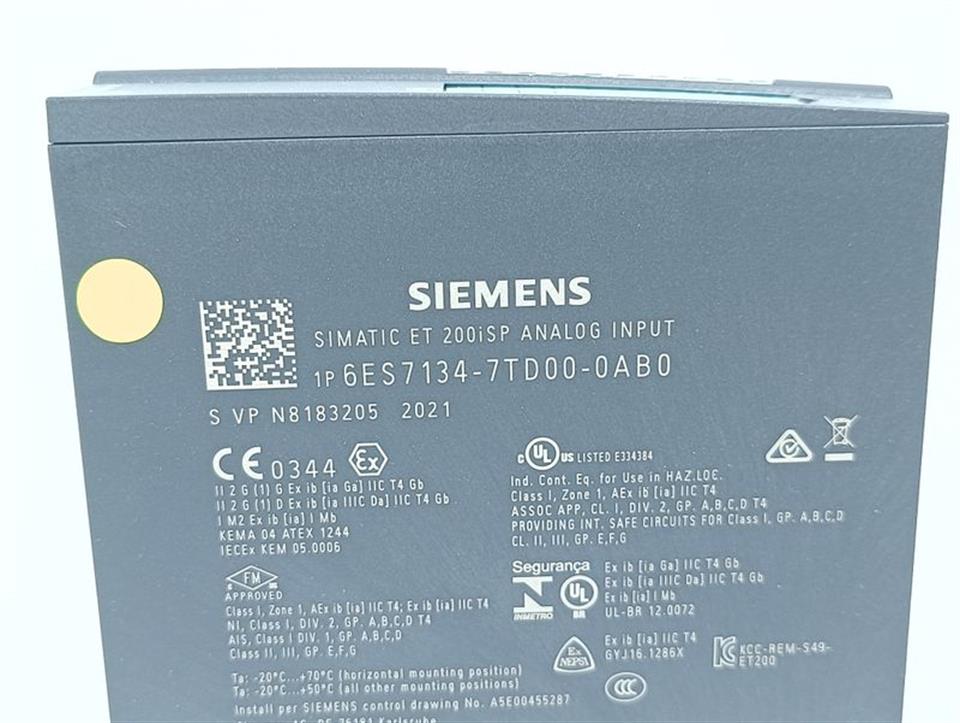 SIEMENS
SIMATIC ET 200iSP ANALOG INPUT
1P 6ES7134-7TD00-0AB0
S VP N8183205 2021
CE 0344 Ex
II 2 G (1) G Ex ib [ia Ga] IIC T4 Gb
II 2 G (1) D Ex ib [ia IIIC Da] IIC T4 Gb
I M2 Ex ib [ia] I Mb
KEMA 04 ATEX 1244
IECEx KEM 05.0006
FM
APPROVED
Class I, Zone 1, AEx ib [ia] IIC T4; Ex ib [ia] IIC T4
NI, Class I, DIV. 2, GP. A,B,C,D T4
AIS, Class I, DIV. 1, GP. A,B,C,D
Class II, III, GP. E,F,G
Ta: -20°C...+70°C (horizontal mounting position)
Ta: -20°C...+50°C (all other mounting positions)
Install per SIEMENS control drawing No. A5E00455287
C UL US LISTED E334384
Ind. Cont. Eq. for Use in HAZ.LOC.
Class I, Zone 1, AEx ib [ia] IIC T4
ASSOC APP, CL. I, DIV. 2, GP. A,B,C,D T4
PROVIDING INT. SAFE CIRCUITS FOR Class I, GP. A,B,C,D
CL. II, III, GP. E,F,G
Segurança
INMETRO
UL
BR
Ex ib [ia Ga] IIC T4 Gb
Ex ib [ia IIIC Da] IIC T4 Gb
Ex ib [ia] I Mb
UL-BR 12.0072
Ex
NEPSI
Ex ib [ia] IIC T4
GYJ16.1286X
KCC-REM-S49-
ET200
CCC
DE-76181 Karlsruhe